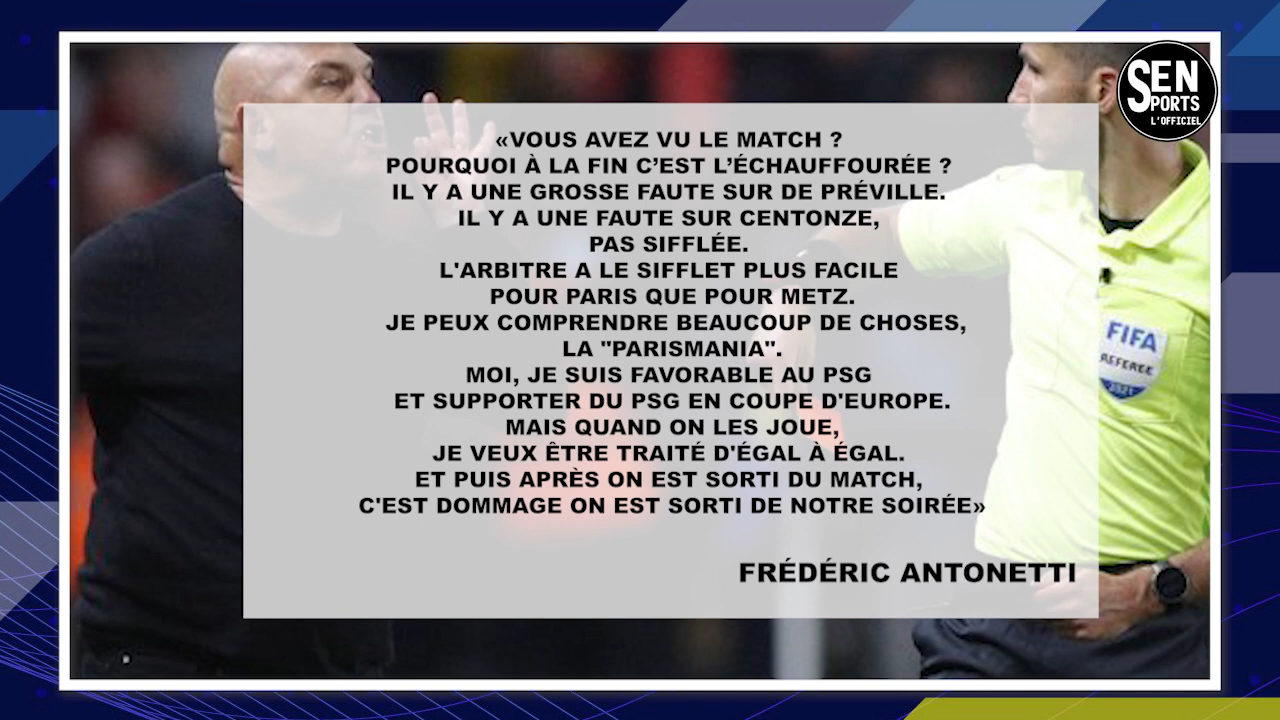 SEN
SPORTS
L'OFFICIEL
«VOUS AVEZ VU LE MATCH ?
POURQUOI À LA FIN C’EST L’ÉCHAUFFOURÉE ?
IL Y A UNE GROSSE FAUTE SUR DE PRÉVILLE.
IL Y A UNE FAUTE SUR CENTONZE,
PAS SIFFLÉE.
L'ARBITRE A LE SIFFLET PLUS FACILE
POUR PARIS QUE POUR METZ.
JE PEUX COMPRENDRE BEAUCOUP DE CHOSES,
LA "PARISMANIA".
MOI, JE SUIS FAVORABLE AU PSG
ET SUPPORTER DU PSG EN COUPE D'EUROPE.
MAIS QUAND ON LES JOUE,
JE VEUX ÊTRE TRAITÉ D'ÉGAL À ÉGAL.
ET PUIS APRÈS ON EST SORTI DU MATCH,
C'EST DOMMAGE ON EST SORTI DE NOTRE SOIRÉE»
FRÉDÉRIC ANTONETTI
FIFA
REFEREE
2021